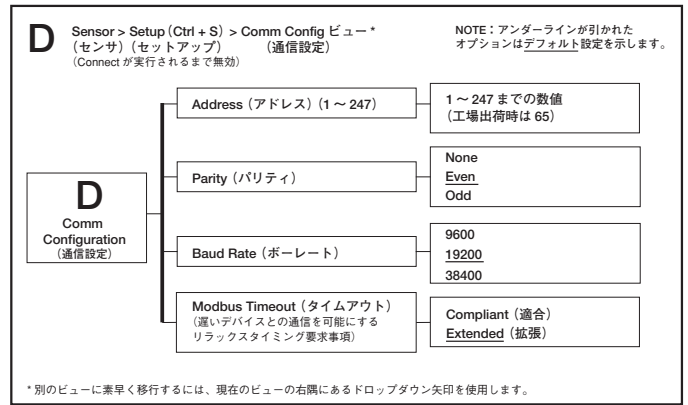 D
Sensor > Setup (Ctrl + S) > Comm Config ビュー *
(センサ) (セットアップ) (通信設定)
(Connect が実行されるまで無効)
NOTE：アンダーラインが引かれた
オプションはデフォルト設定を示します。
D
Comm
Configuration
(通信設定)
Address (アドレス) (1 〜 247)
1 〜 247 までの数値
(工場出荷時は 65)
Parity (パリティ)
None
Even
Odd
Baud Rate (ボーレート)
9600
19200
38400
Modbus Timeout (タイムアウト)
(遅いデバイスとの通信を可能にする
リラックスタイミング要求事項)
Compliant (適合)
Extended (拡張)
* 別のビューに素早く移行するには、現在のビューの右隅にあるドロップダウン矢印を使用します。